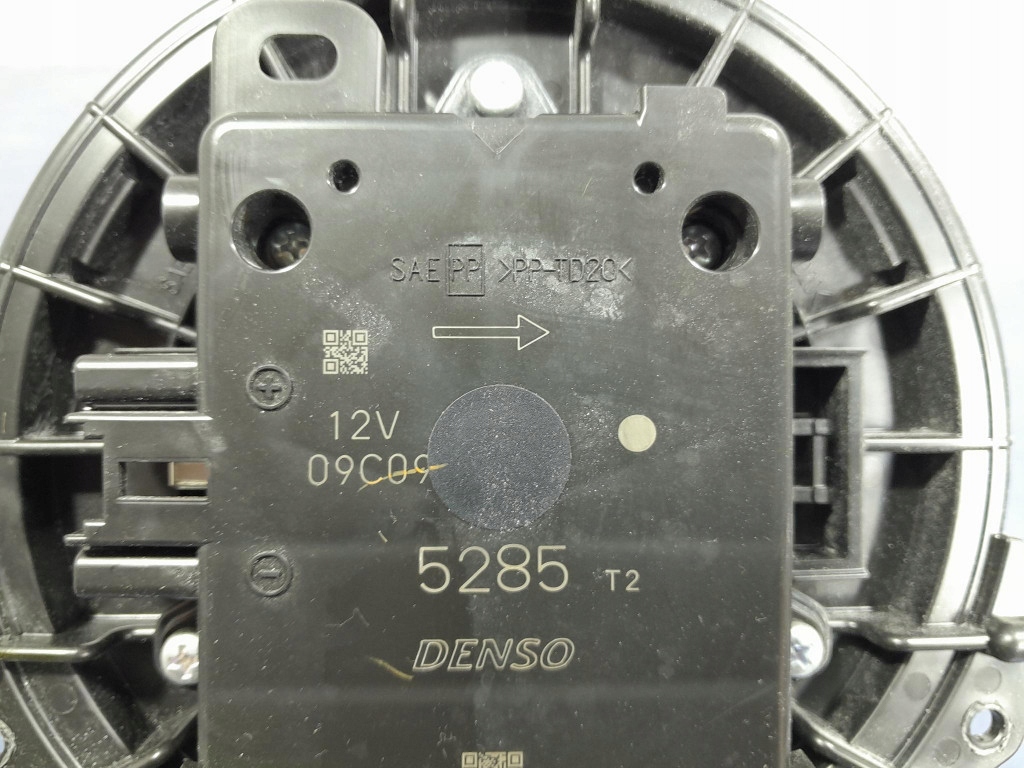 SAE PP >PP-TD20<
+
12V
09C09
-
5285 T2
DENSO